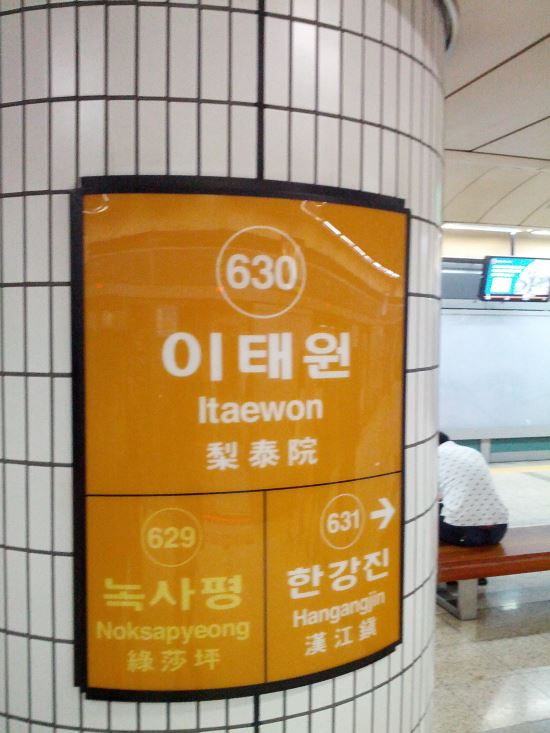 630
이태원
Itaewon
梨泰院
629
녹사평
Noksapyeong
綠莎坪
631 →
한강진
Hangangjin
漢江鎭